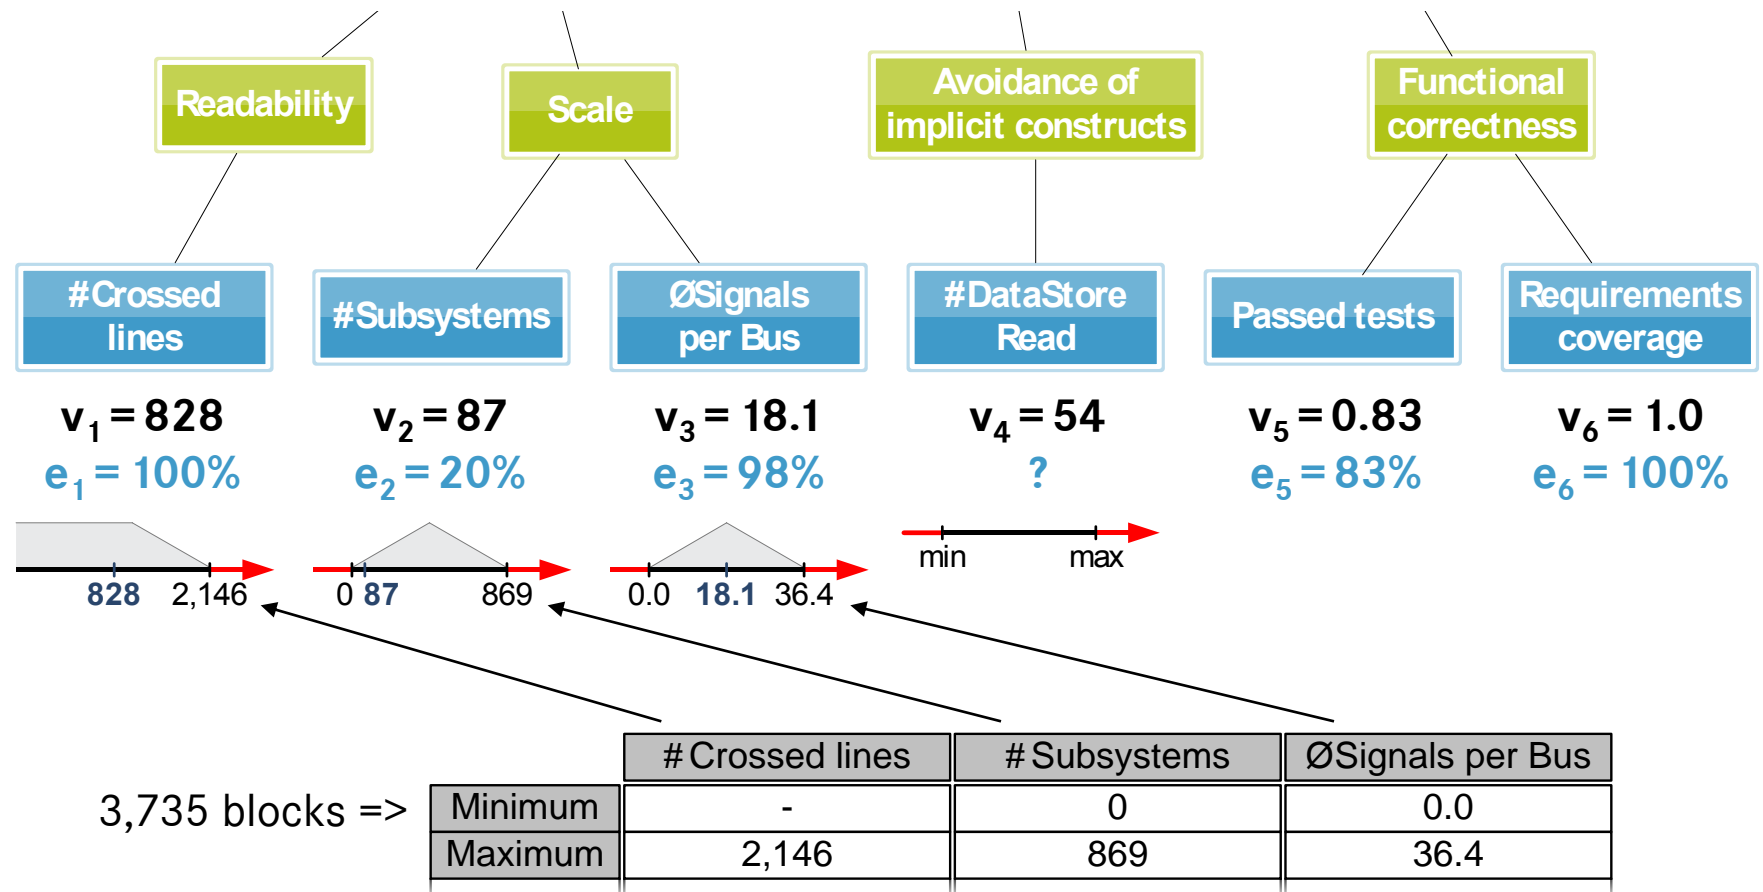 Readability
Scale
Avoidance of
implicit constructs
Functional
correctness
#Crossed
lines
#Subsystems
ØSignals
per Bus
#DataStore
Read
Passed tests
Requirements
coverage
v1 = 828
v2 = 87
v3 = 18.1
v4 = 54
v5 = 0.83
v6 = 1.0
e1 = 100%
e2 = 20%
e3 = 98%
?
e5 = 83%
e6 = 100%
828 2,146
0 87 869
0.0 18.1 36.4
min max
#Crossed lines #Subsystems ØSignals per Bus
3,735 blocks => Minimum - 0 0.0
Maximum 2,146 869 36.4